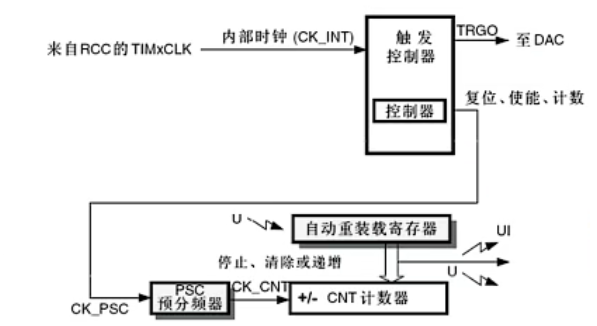 来自RCC的TIMxCLK
内部时钟 (CK_INT)
触发
控制器
TRGO
至DAC
控制器
复位、使能、计数
U
自动重装载寄存器
UI
停止、清除或递增
U
CK_PSC
PSC
预分频器
CK_CNT
+/- CNT 计数器